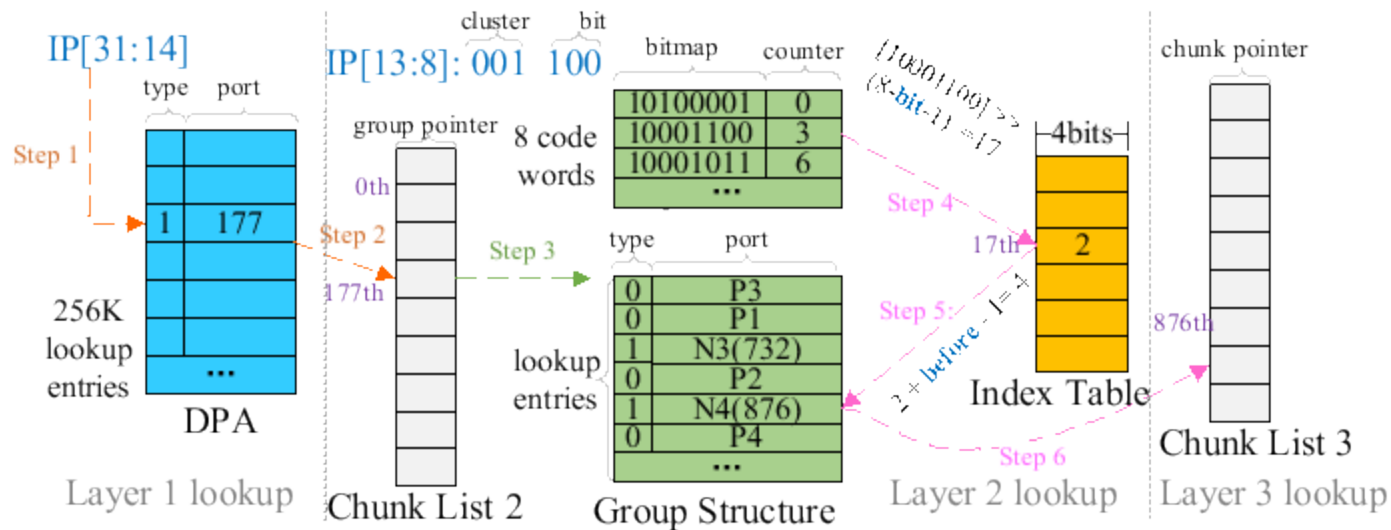 IP[31:14]
type port
Step 1
1 177
256K
lookup
entries
...
DPA
Layer 1 lookup
cluster bit
IP[13:8]: 001 100
group pointer
0th
Step 2
177th
Chunk List 2
Step 3
8 code
words
bitmap counter
10100001 0
10001100 3
10001011 6
...
type port
lookup
entries
0 P3
0 P1
1 N3(732)
0 P2
1 N4(876)
0 P4
...
Group Structure
[10001100] >>
(8-bit-1) =17
Step 4
4bits
17th 2
Step 5:
2 + before - 1= 4
Index Table
Step 6
Layer 2 lookup
chunk pointer
876th
Chunk List 3
Layer 3 lookup